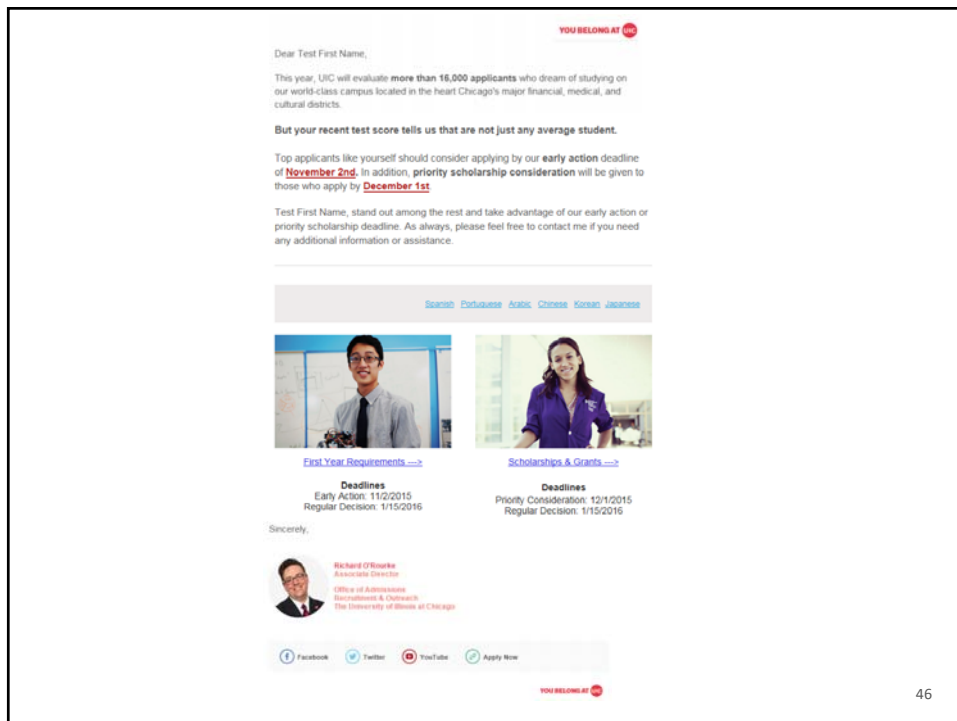 YOU BELONG AT UIC
Dear Test First Name,
This year, UIC will evaluate more than 16,000 applicants who dream of studying on
our world-class campus located in the heart Chicago's major financial, medical, and
cultural districts.
But your recent test score tells us that are not just any average student.
Top applicants like yourself should consider applying by our early action deadline
of November 2nd. In addition, priority scholarship consideration will be given to
those who apply by December 1st.
Test First Name, stand out among the rest and take advantage of our early action or
priority scholarship deadline. As always, please feel free to contact me if you need
any additional information or assistance.
Spanish Portuguese Arabic Chinese Korean Japanese
First Year Requirements --->
Deadlines
Early Action: 11/2/2015
Regular Decision: 1/15/2016
Scholarships & Grants --->
Deadlines
Priority Consideration: 12/1/2015
Regular Decision: 1/15/2016
Sincerely,
Richard O'Rourke
Associate Director
Office of Admissions
Recruitment & Outreach
The University of Illinois at Chicago
Facebook Twitter YouTube Apply Now
YOU BELONG AT UIC
46